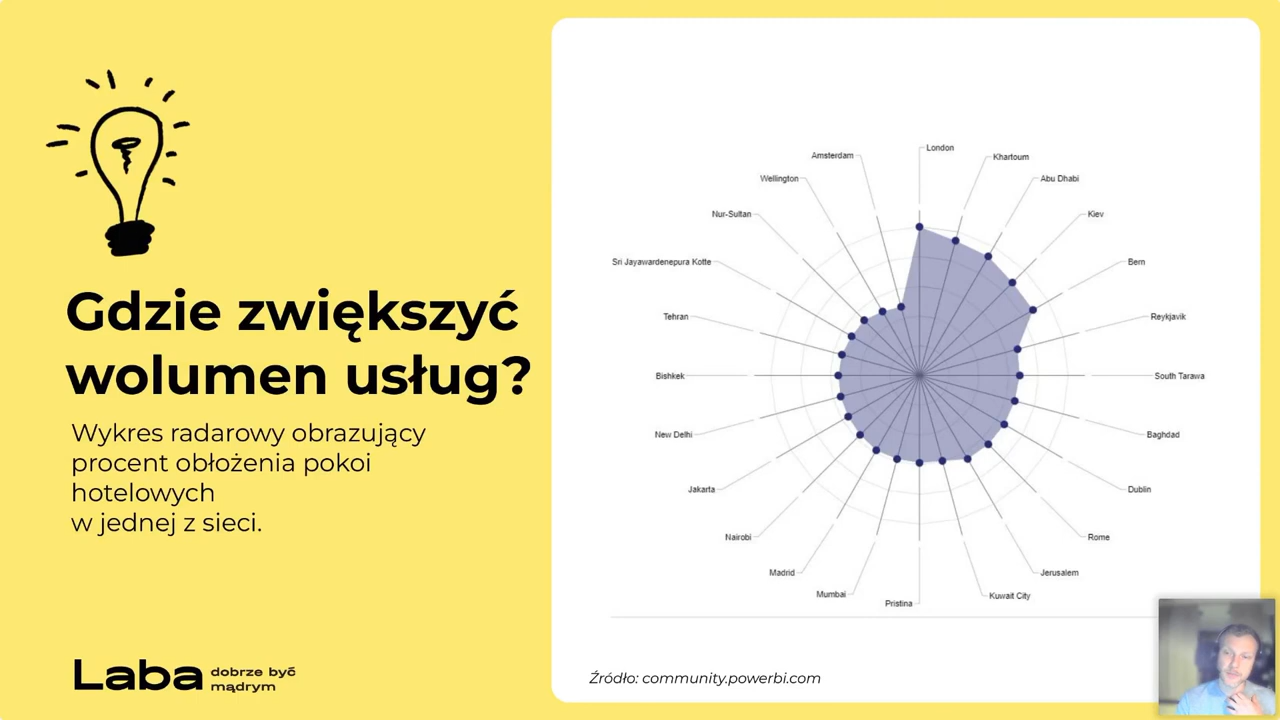 Gdzie zwiększyć
wolumen usług?
Wykres radarowy obrazujący
procent obłożenia pokoi
hotelowych
w jednej z sieci.
Laba dobrze być
mądrym
London
Khartoum
Abu Dhabi
Kiev
Bern
Reykjavik
South Tarawa
Baghdad
Dublin
Rome
Jerusalem
Kuwait City
Pristina
Mumbai
Madrid
Nairobi
Jakarta
New Delhi
Bishkek
Tehran
Sri Jayawardenepura Kotte
Nur-Sultan
Wellington
Amsterdam
Źródło: community.powerbi.com